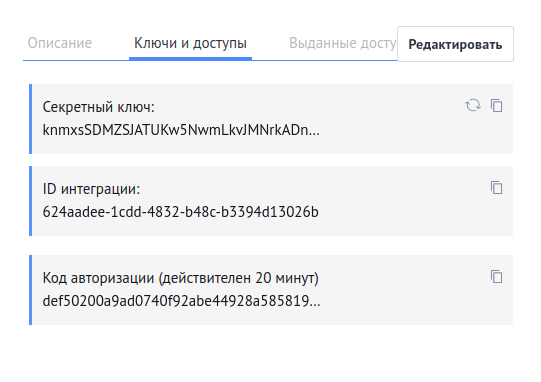 Описание Ключи и доступы Выданные досту Редактировать
Секретный ключ:
knmxsSDMZSJATUKw5NwmLkvJMNrkADn...
ID интеграции:
624aadee-1cdd-4832-b48c-b3394d13026b
Код авторизации (действителен 20 минут)
def50200a9ad0740f92abe44928a585819...